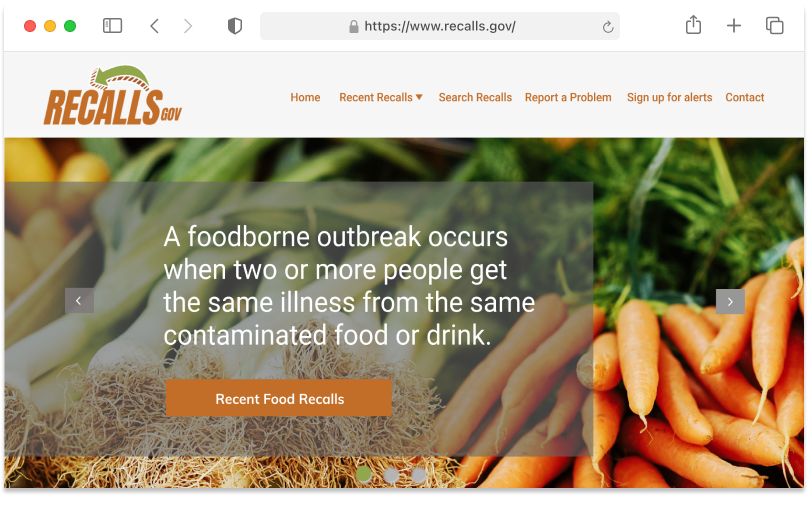 https://www.recalls.gov/
RECALLS.GOV
Home Recent Recalls Search Recalls Report a Problem Sign up for alerts Contact
A foodborne outbreak occurs
when two or more people get
the same illness from the same
contaminated food or drink.
Recent Food Recalls